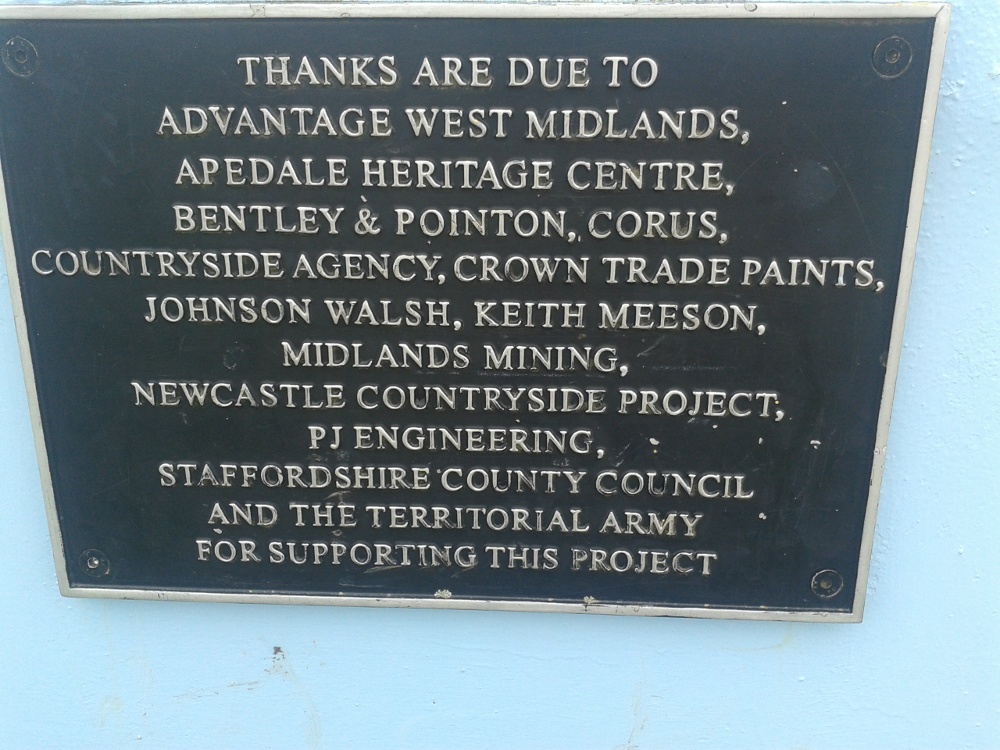 THANKS ARE DUE TO
ADVANTAGE WEST MIDLANDS,
APEDALE HERITAGE CENTRE,
BENTLEY & POINTON, CORUS,
COUNTRYSIDE AGENCY, CROWN TRADE PAINTS,
JOHNSON WALSH, KEITH MEESON,
MIDLANDS MINING,
NEWCASTLE COUNTRYSIDE PROJECT,
PJ ENGINEERING,
STAFFORDSHIRE COUNTY COUNCIL
AND THE TERRITORIAL ARMY
FOR SUPPORTING THIS PROJECT